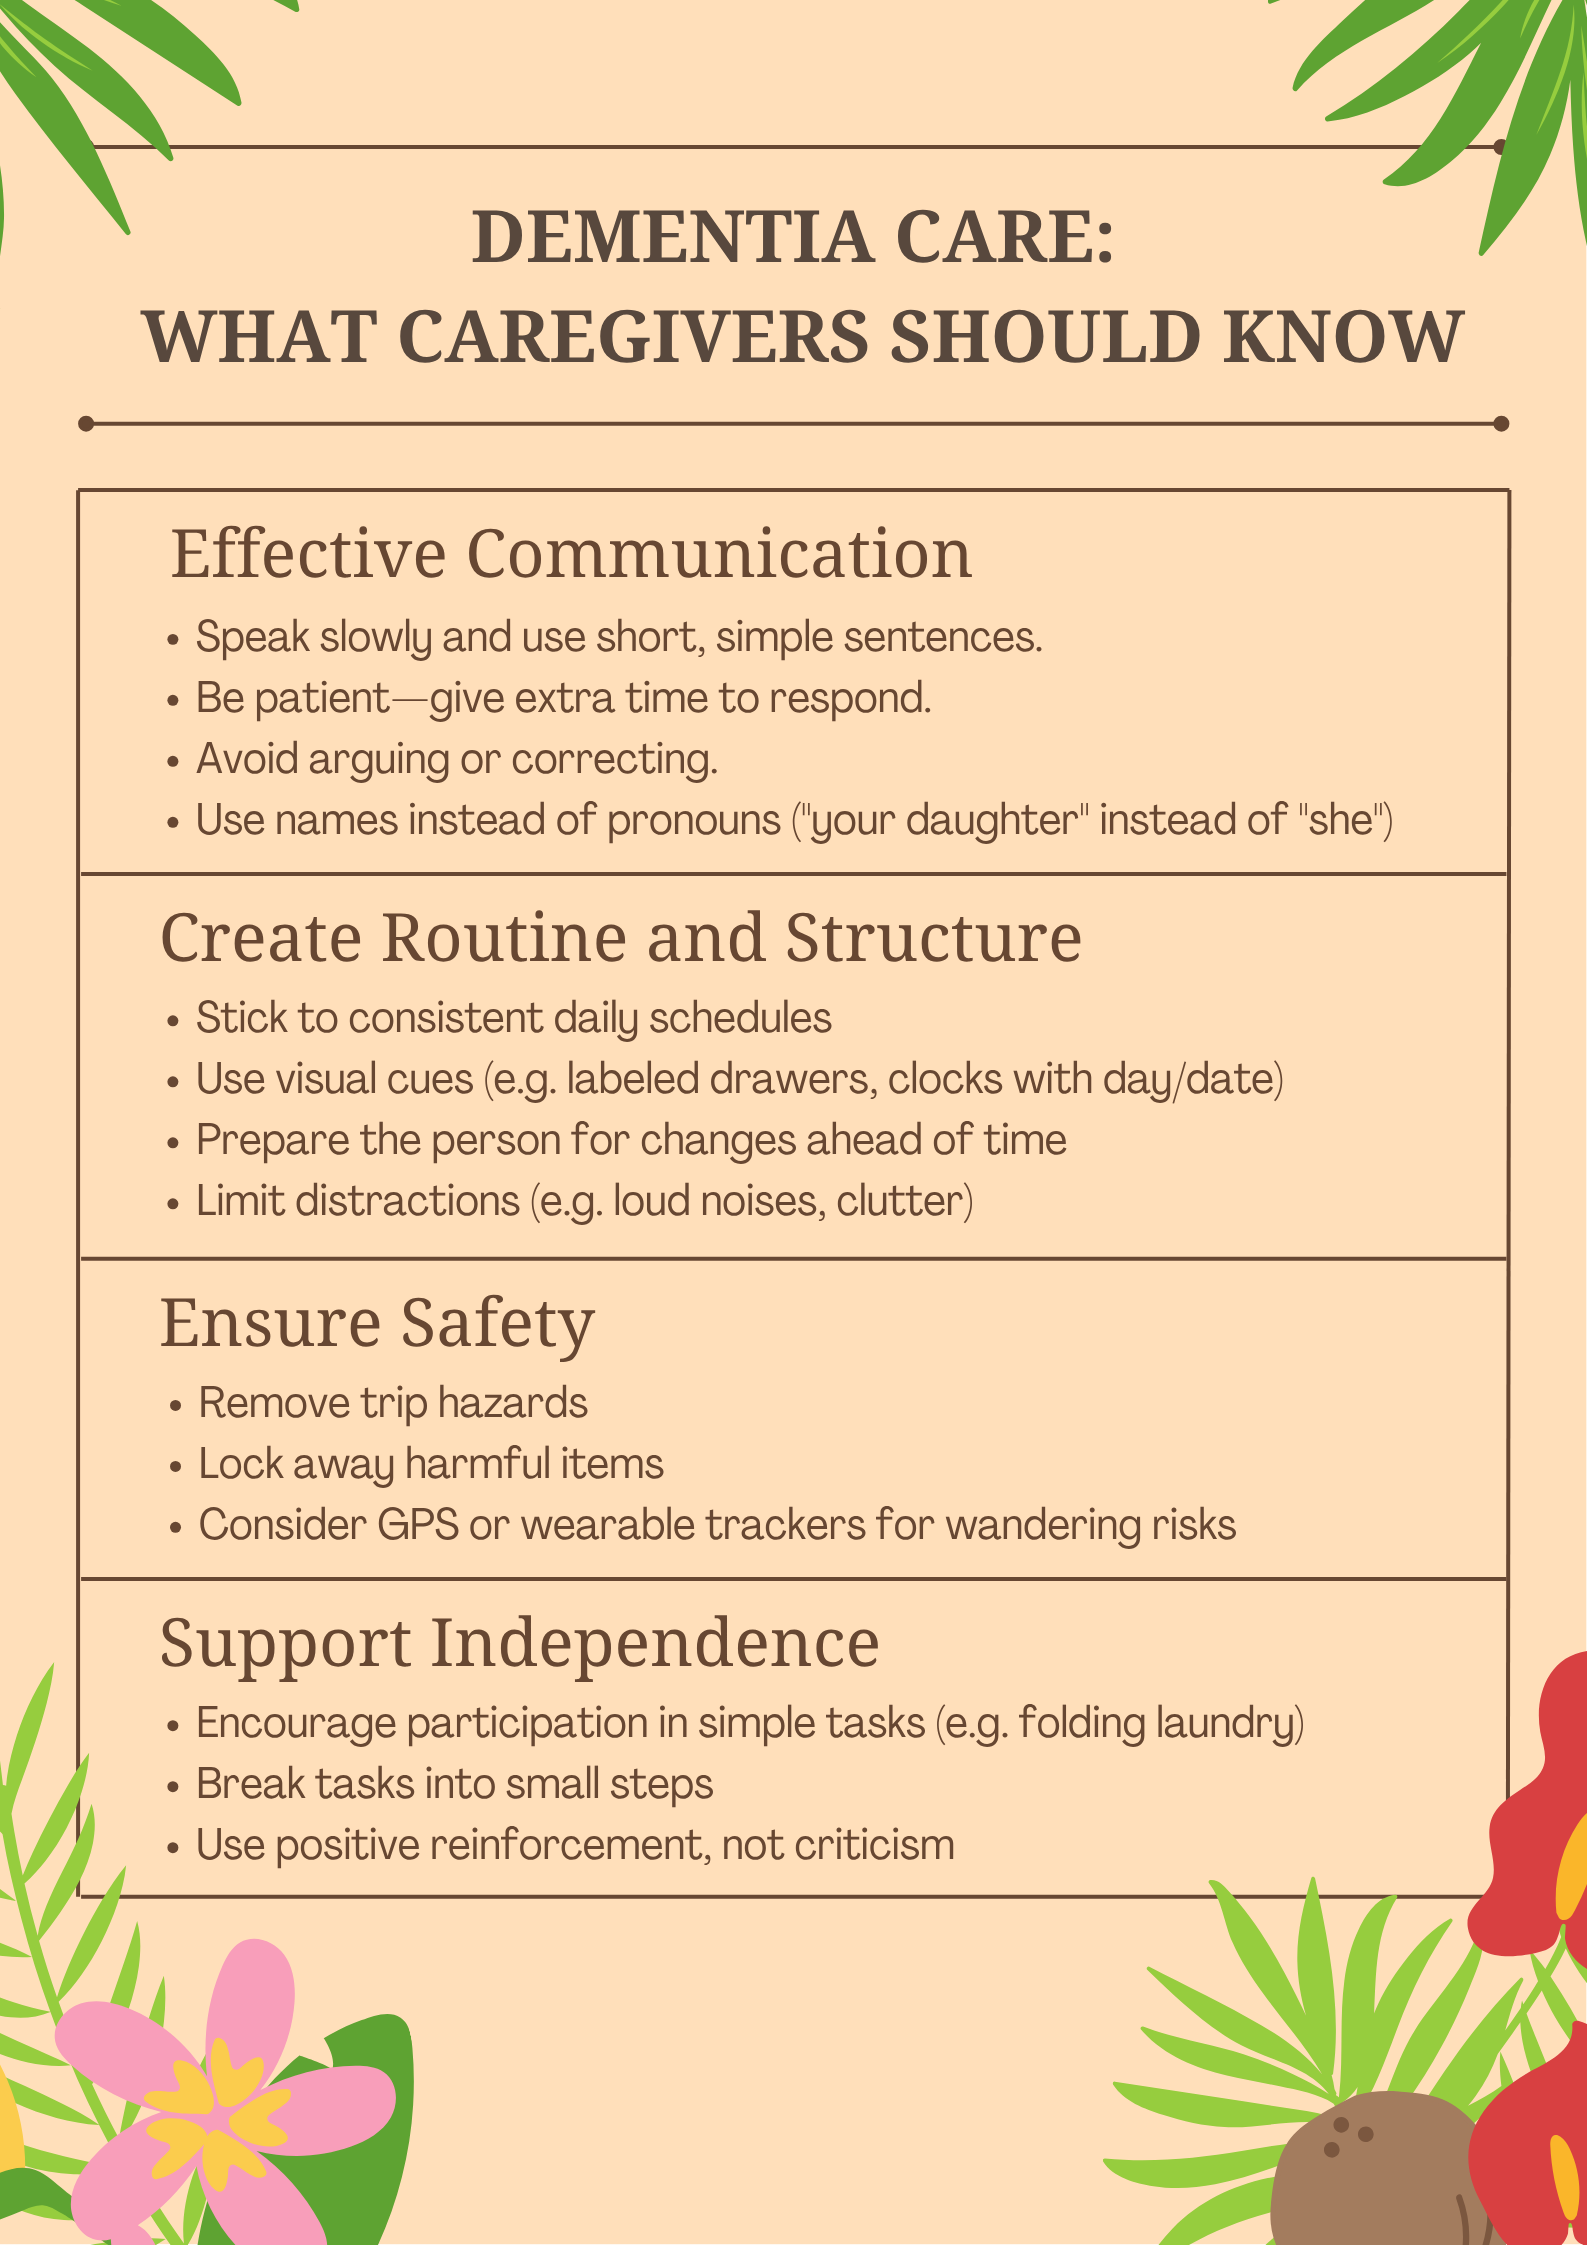 DEMENTIA CARE:
WHAT CAREGIVERS SHOULD KNOW
Effective Communication
• Speak slowly and use short, simple sentences.
• Be patient—give extra time to respond.
• Avoid arguing or correcting.
• Use names instead of pronouns ("your daughter" instead of "she")
Create Routine and Structure
• Stick to consistent daily schedules
• Use visual cues (e.g. labeled drawers, clocks with day/date)
• Prepare the person for changes ahead of time
• Limit distractions (e.g. loud noises, clutter)
Ensure Safety
• Remove trip hazards
• Lock away harmful items
• Consider GPS or wearable trackers for wandering risks
Support Independence
• Encourage participation in simple tasks (e.g. folding laundry)
• Break tasks into small steps
• Use positive reinforcement, not criticism